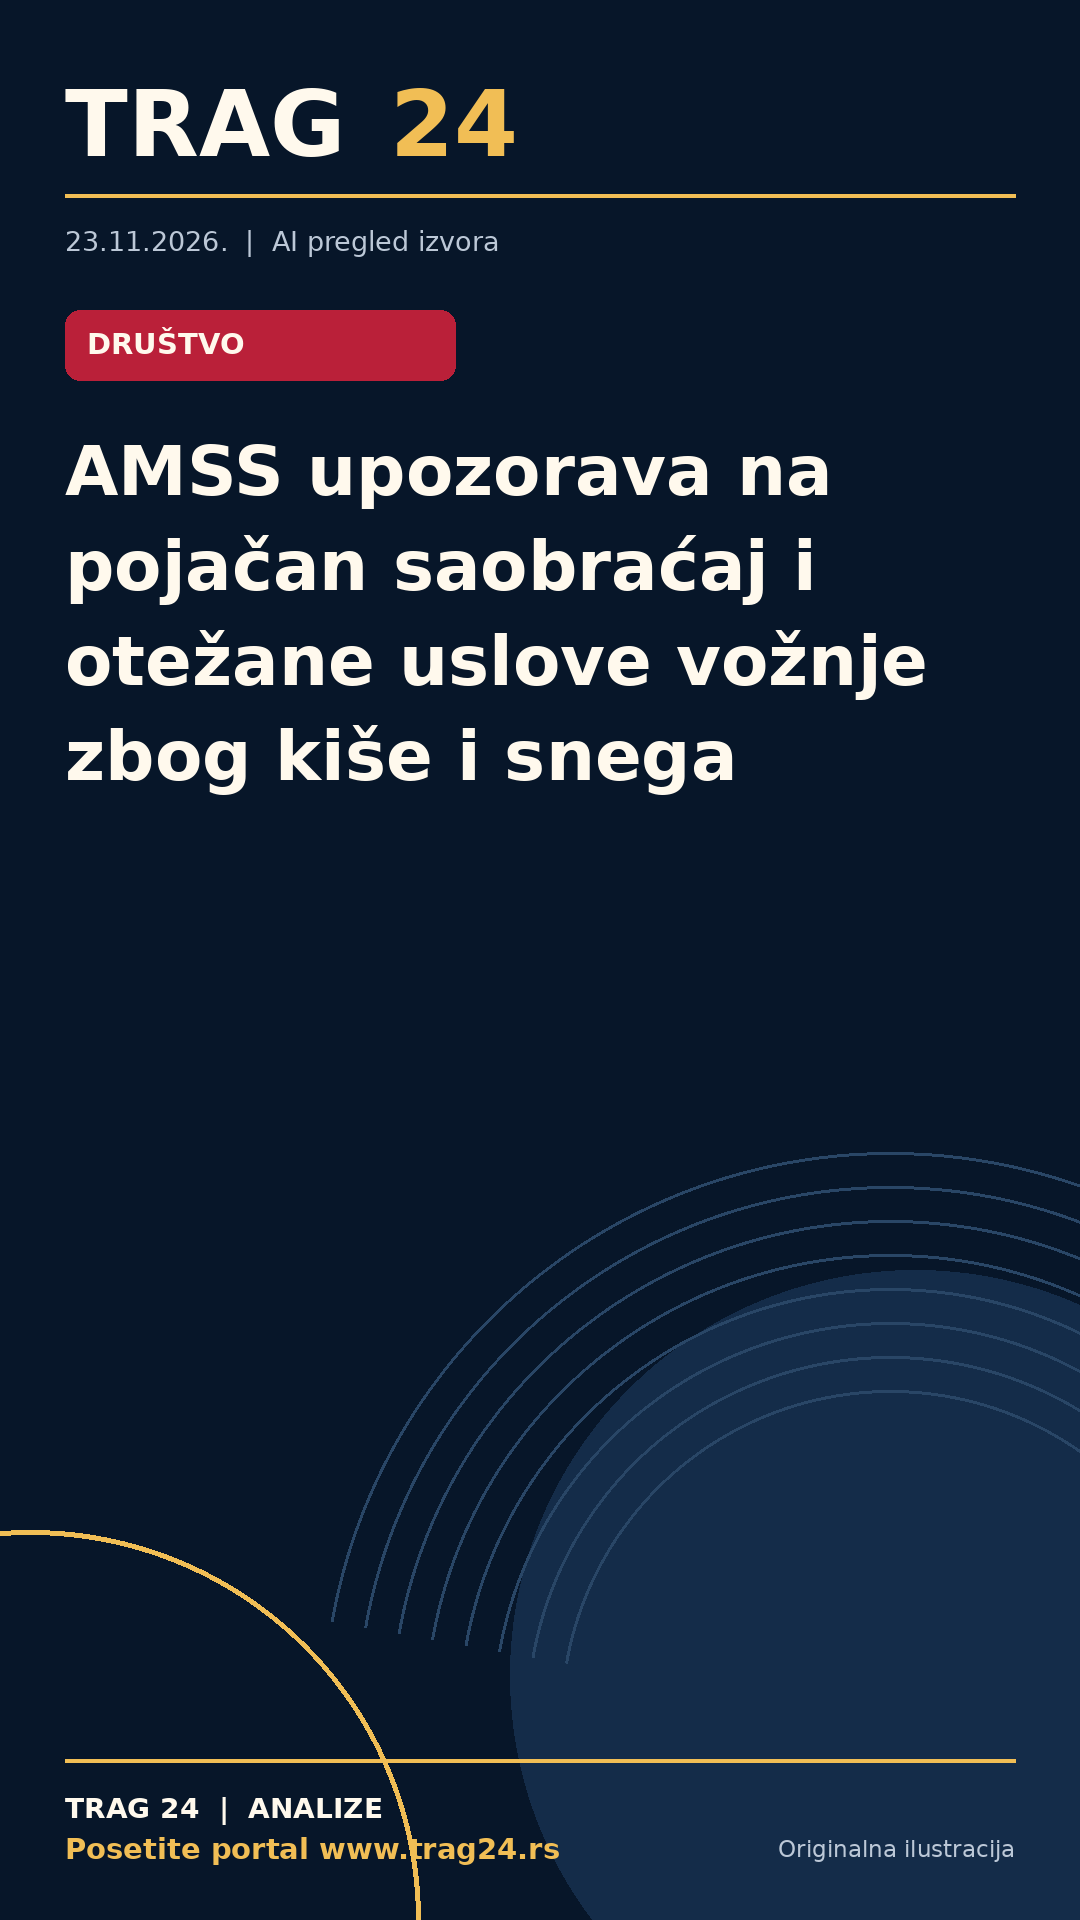 TRAG 24
23.11.2026. | AI pregled izvora
DRUŠTVO
AMSS upozorava na
pojačan saobraćaj i
otežane uslove vožnje
zbog kiše i snega
TRAG 24 | ANALIZE
Posetite portal www.trag24.rs
Originalna ilustracija